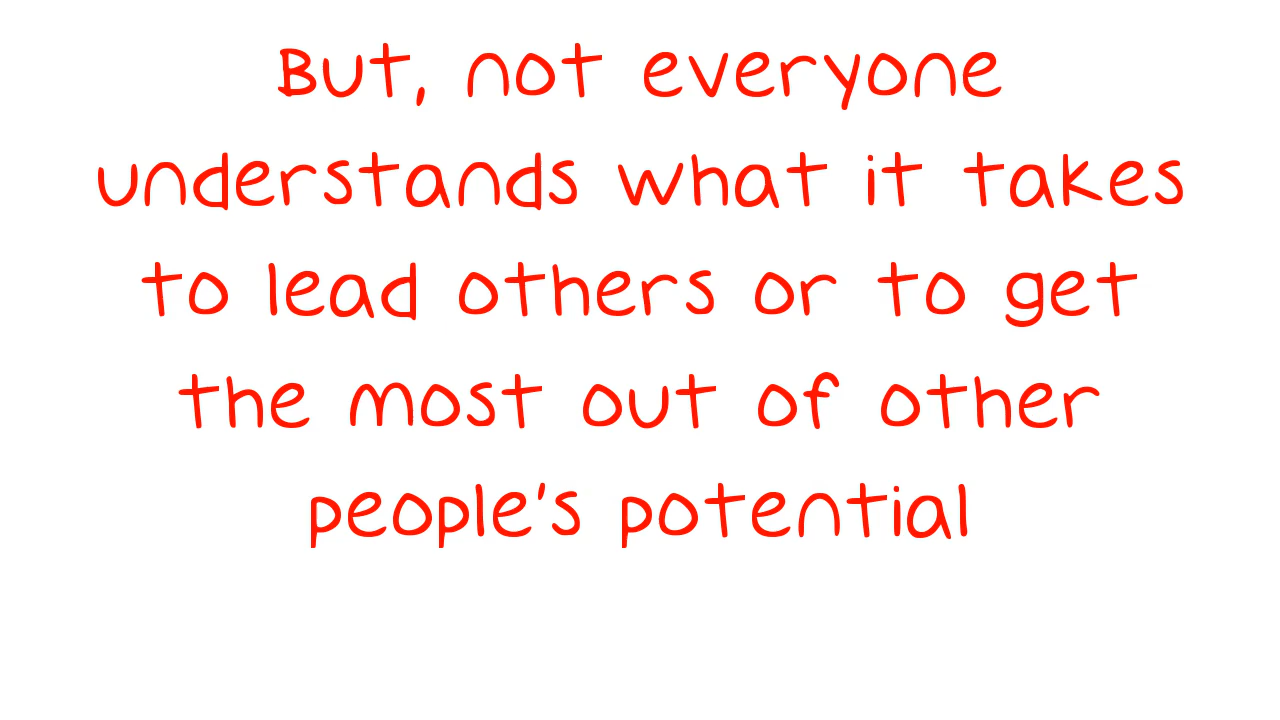 But, not everyone
understands what it takes
to lead others or to get
the most out of other
people's potential